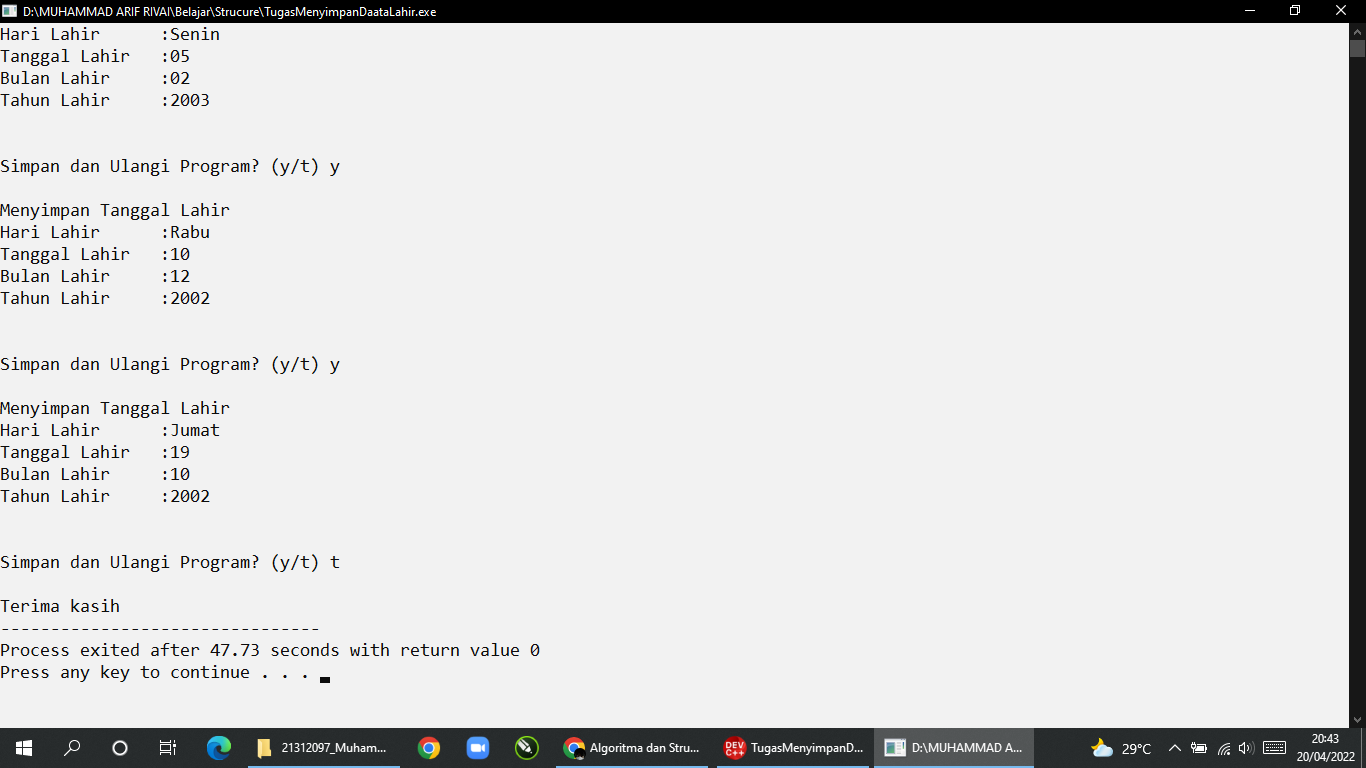 D:\MUHAMMAD ARIF RIVAI\Belajar\Strucure\TugasMenyimpanDaataLahir.exe
Hari Lahir      :Senin
Tanggal Lahir   :05
Bulan Lahir     :02
Tahun Lahir     :2003
Simpan dan Ulangi Program? (y/t) y
Menyimpan Tanggal Lahir
Hari Lahir      :Rabu
Tanggal Lahir   :10
Bulan Lahir     :12
Tahun Lahir     :2002
Simpan dan Ulangi Program? (y/t) y
Menyimpan Tanggal Lahir
Hari Lahir      :Jumat
Tanggal Lahir   :19
Bulan Lahir     :10
Tahun Lahir     :2002
Simpan dan Ulangi Program? (y/t) t
Terima kasih
--------------------------------
Process exited after 47.73 seconds with return value 0
Press any key to continue . . .
21312097_Muham...
Algoritma dan Stru...
DEV C++
TugasMenyimpanD...
D:\MUHAMMAD A...
29°C
20:43
20/04/2022